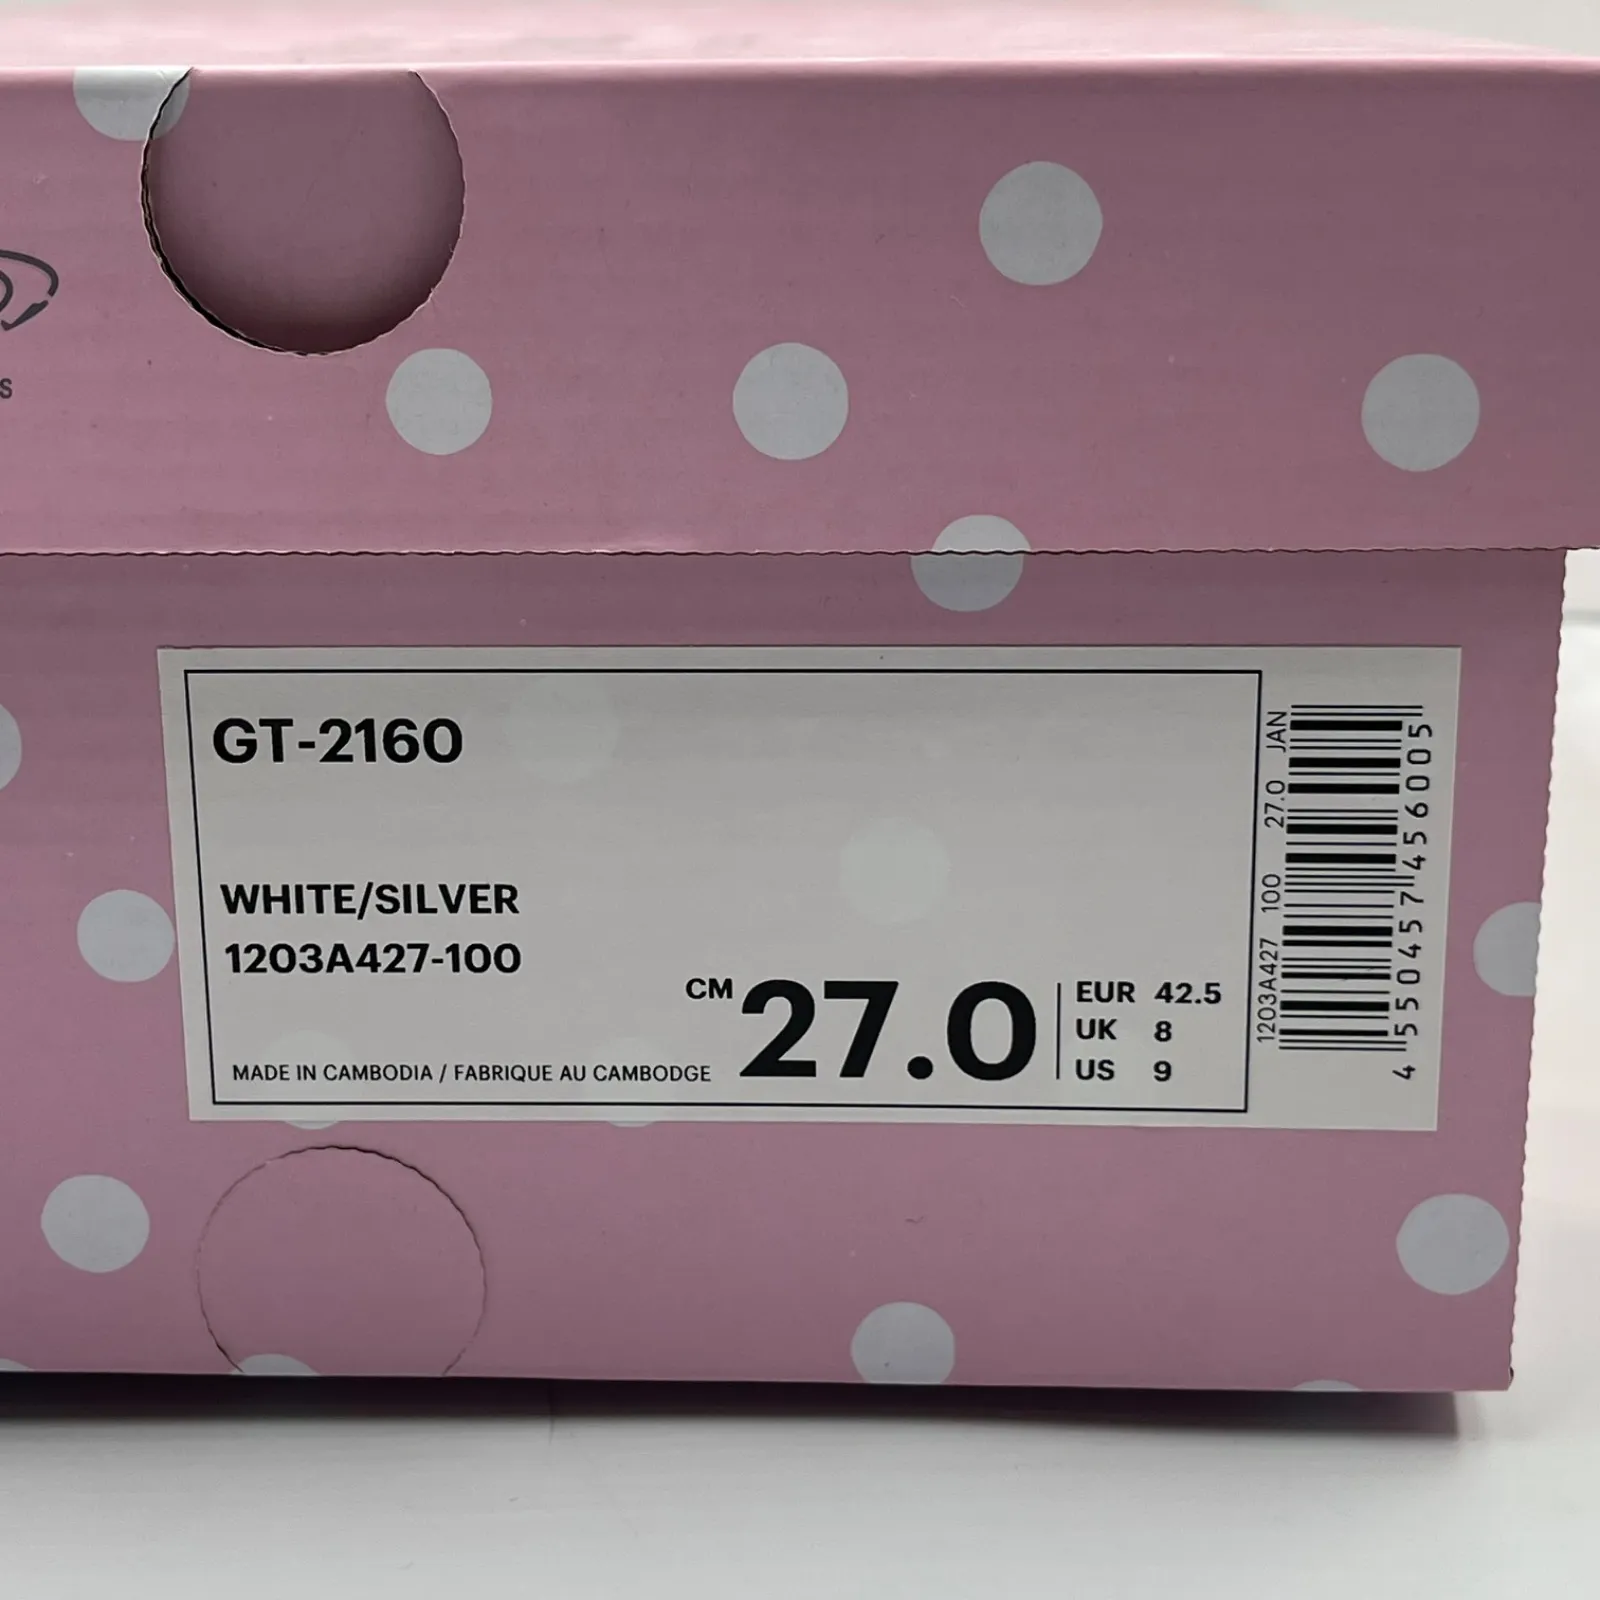 S
GT-2160
WHITE/SILVER
1203A427-100
MADE IN CAMBODIA / FABRIQUE AU CAMBODGE
CM 27.0
EUR 42.5
UK 8
US 9
1203A427 100 27.0 JAN
4550457456005